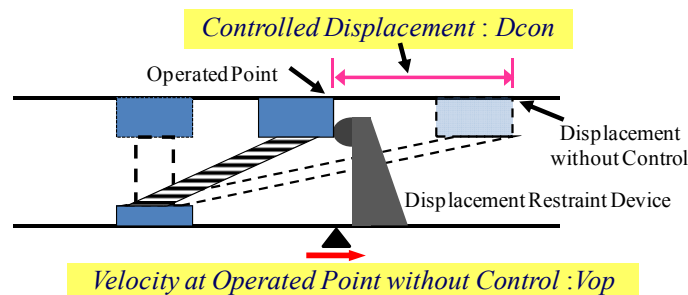 Controlled Displacement : Dcon
Operated Point
Displacement
without Control
Displacement Restraint Device
Velocity at Operated Point without Control :Vop